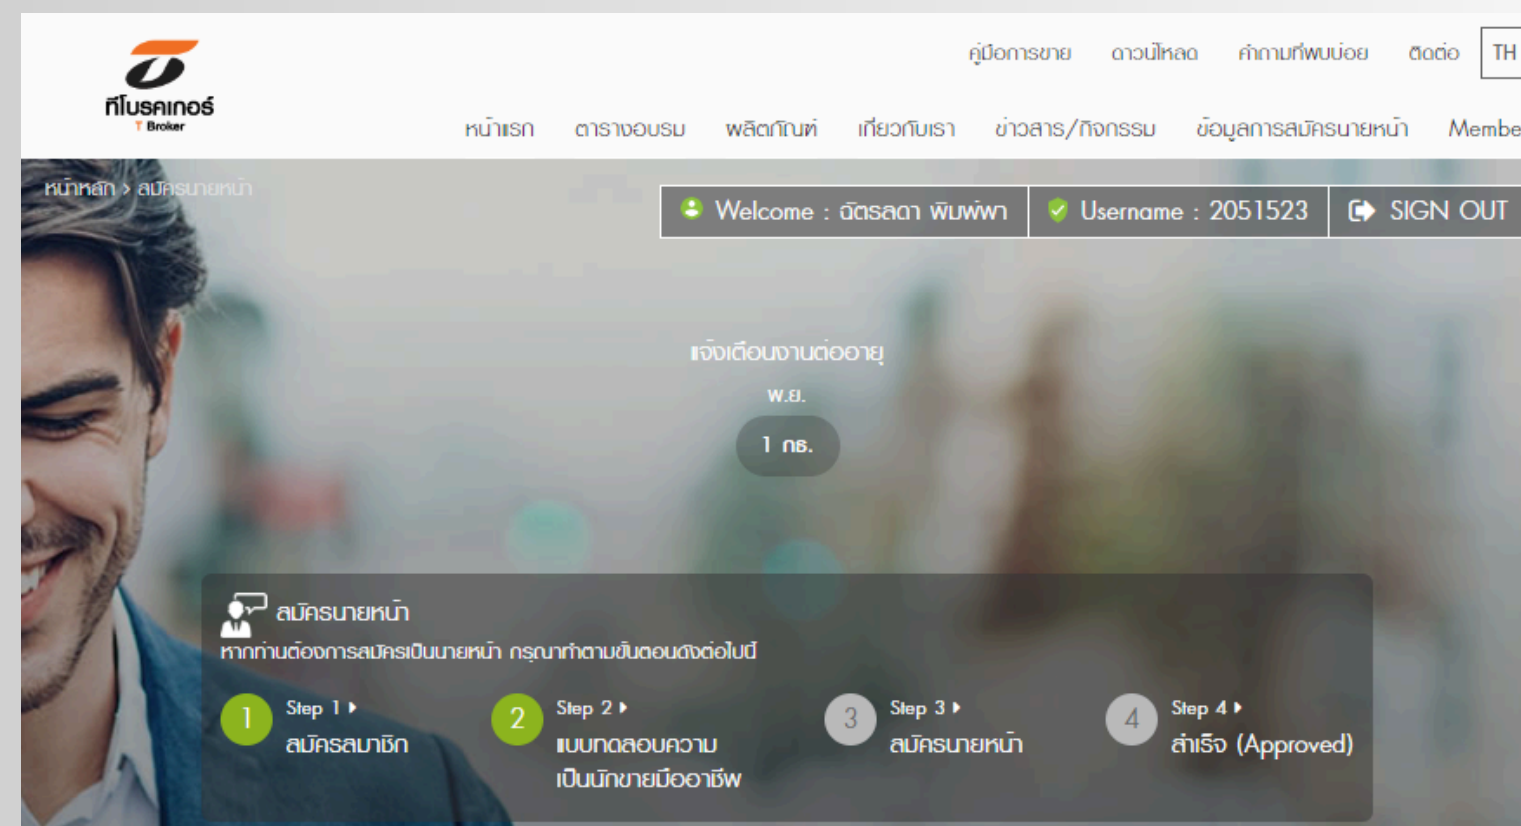 คู่มือการขาย ดาวน์โหลด คำถามที่พบบ่อย ติดต่อ TH
ทีโบรคเกอร์
T Broker
หน้าแรก ตารางอบรม ผลิตภัณฑ์ เกี่ยวกับเรา ข่าวสาร/กิจกรรม ข้อมูลการสมัครนายหน้า Membe
หน้าหลัก > สมัครนายหน้า
Welcome : ฉัตรลดา พิมพ์พา Username : 2051523 SIGN OUT
แจ้งเตือนงานต่ออายุ
พ.ย.
1 กธ.
สมัครนายหน้า
หากท่านต้องการสมัครเป็นนายหน้า กรุณาทำตามขั้นตอนดังต่อไปนี้
1 Step 1 2 Step 2 3 Step 3 4 Step 4
สมัครสมาชิก แบบทดสอบความ สมัครนายหน้า สำเร็จ (Approved)
เป็นนักขายมืออาชีพ